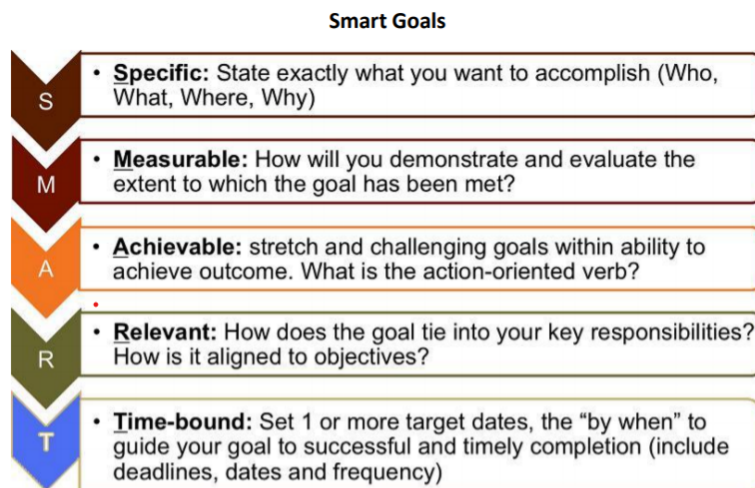 Smart Goals
S
• Specific: State exactly what you want to accomplish (Who,
What, Where, Why)
M
• Measurable: How will you demonstrate and evaluate the
extent to which the goal has been met?
A
• Achievable: stretch and challenging goals within ability to
achieve outcome. What is the action-oriented verb?
•
R
Relevant: How does the goal tie into your key responsibilities?
How is it aligned to objectives?
T
• Time-bound: Set 1 or more target dates, the “by when” to
guide your goal to successful and timely completion (include
deadlines, dates and frequency)